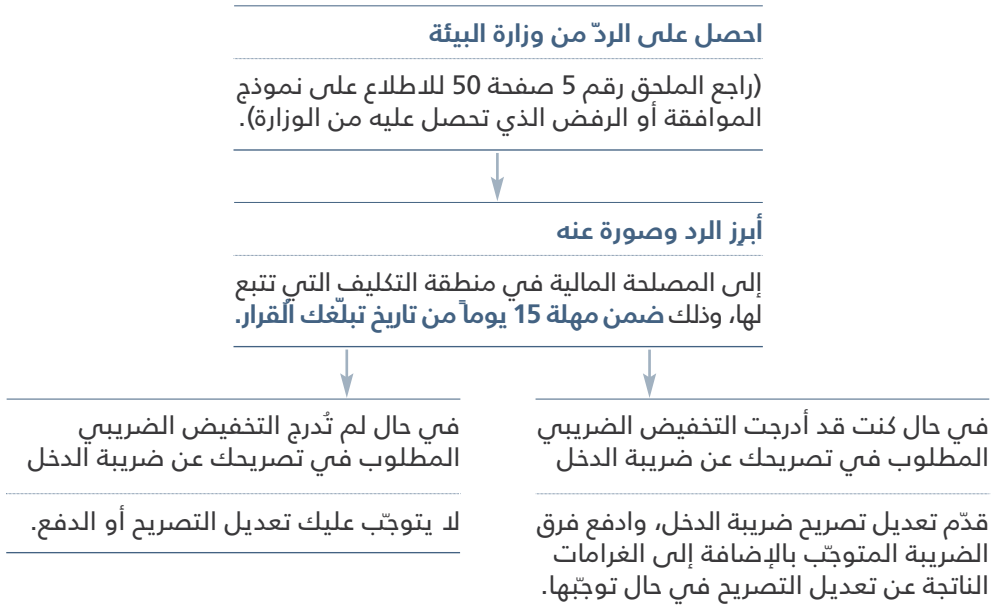 احصل على الردّ من وزارة البيئة
(راجع الملحق رقم 5 صفحة 50 للاطلاع على نموذج
الموافقة أو الرفض الذي تحصل عليه من الوزارة).
أبرِز الرد وصورة عنه
إلى المصلحة المالية في منطقة التكليف التي تتبع
لها، وذلك ضمن مهلة 15 يوماً من تاريخ تبلّغك القرار.
في حال كنت قد أدرجت التخفيض الضريبي
المطلوب في تصريحك عن ضريبة الدخل
قدّم تعديل تصريح ضريبة الدخل، وادفع فرق
الضريبة المتوجّب بالإضافة إلى الغرامات
الناتجة عن تعديل التصريح في حال توجّبها.
في حال لم تُدرج التخفيض الضريبي
المطلوب في تصريحك عن ضريبة الدخل
لا يتوجّب عليك تعديل التصريح أو الدفع.